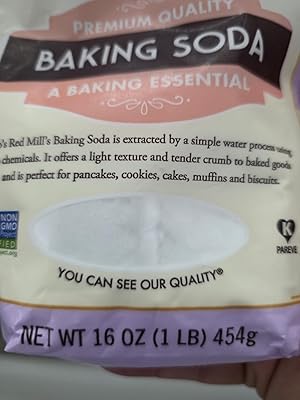 PREMIUM QUALITY
BAKING SODA
A BAKING ESSENTIAL
Red Mill's Baking Soda is extracted by a simple water process
chemicals. It offers a light texture and tender crumb to baked goods
and is perfect for pancakes, cookies, cakes, muffins and biscuits.
NON
GMO
Project
K
PAREVE
YOU CAN SEE OUR QUALITY®
NET WT 16 OZ (1 LB) 454g